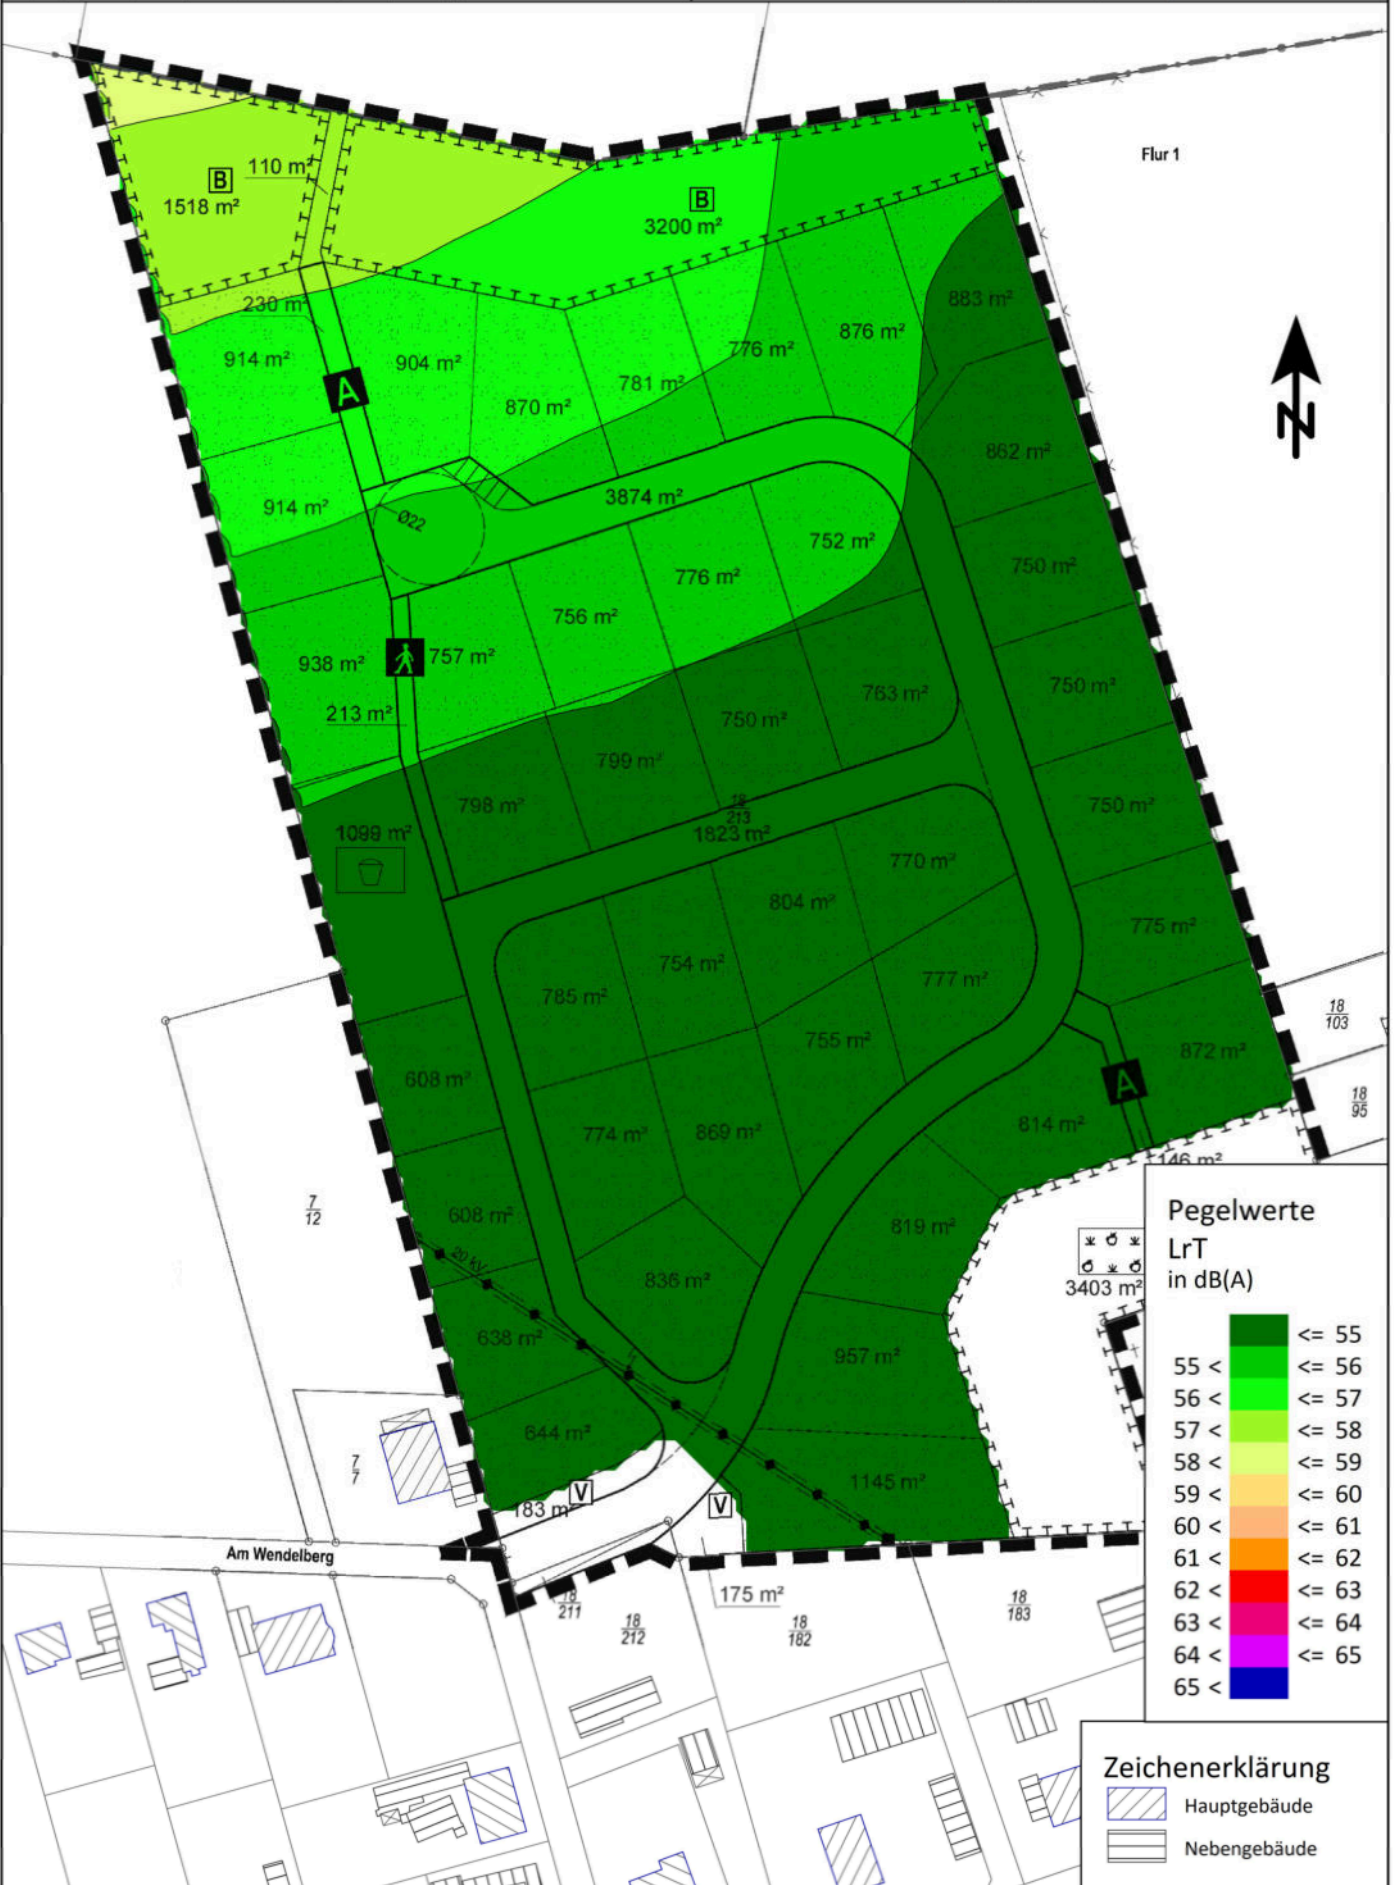 Flur 1
110 m²
B
1518 m²
B
3200 m²
230 m²
883 m²
914 m²
904 m²
A
870 m²
781 m²
776 m²
876 m²
N
862 m²
914 m²
Ø22
3874 m²
752 m²
750 m²
776 m²
756 m²
938 m²
757 m²
213 m²
750 m²
763 m²
750 m²
799 m²
798 m²
18
213
1823 m²
750 m²
1099 m²
770 m²
804 m²
775 m²
754 m²
785 m²
777 m²
18
103
755 m²
872 m²
608 m²
A
18
95
774 m²
869 m²
814 m²
146 m²
7
12
608 m²
819 m²
20 kV
836 m²
3403 m²
638 m²
957 m²
644 m²
1145 m²
7
7
V
V
183 m²
Am Wendelberg
18
211
18
212
175 m²
18
182
18
183
Pegelwerte
LrT
in dB(A)
<= 55
55 < <= 56
56 < <= 57
57 < <= 58
58 < <= 59
59 < <= 60
60 < <= 61
61 < <= 62
62 < <= 63
63 < <= 64
64 < <= 65
65 <
Zeichenerklärung
Hauptgebäude
Nebengebäude